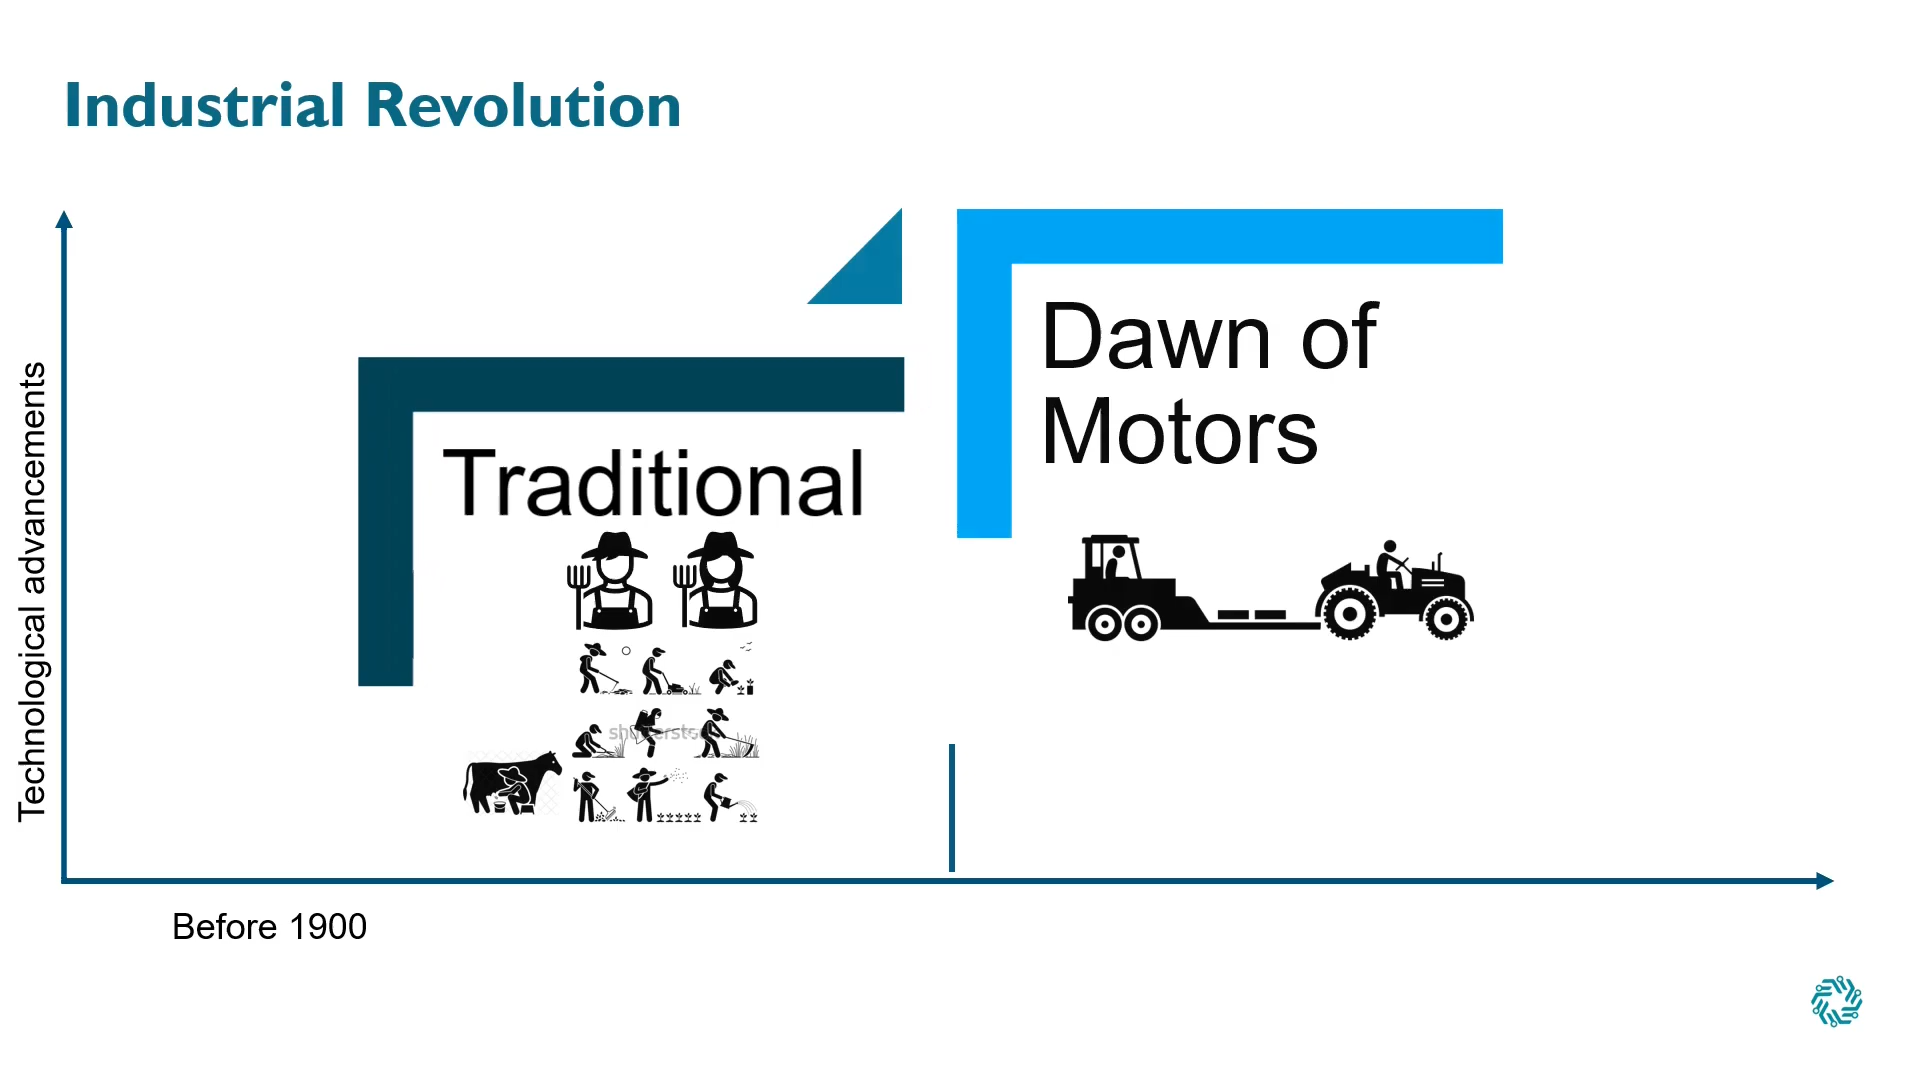 Industrial Revolution
Technological advancements
Traditional
Dawn of
Motors
Before 1900